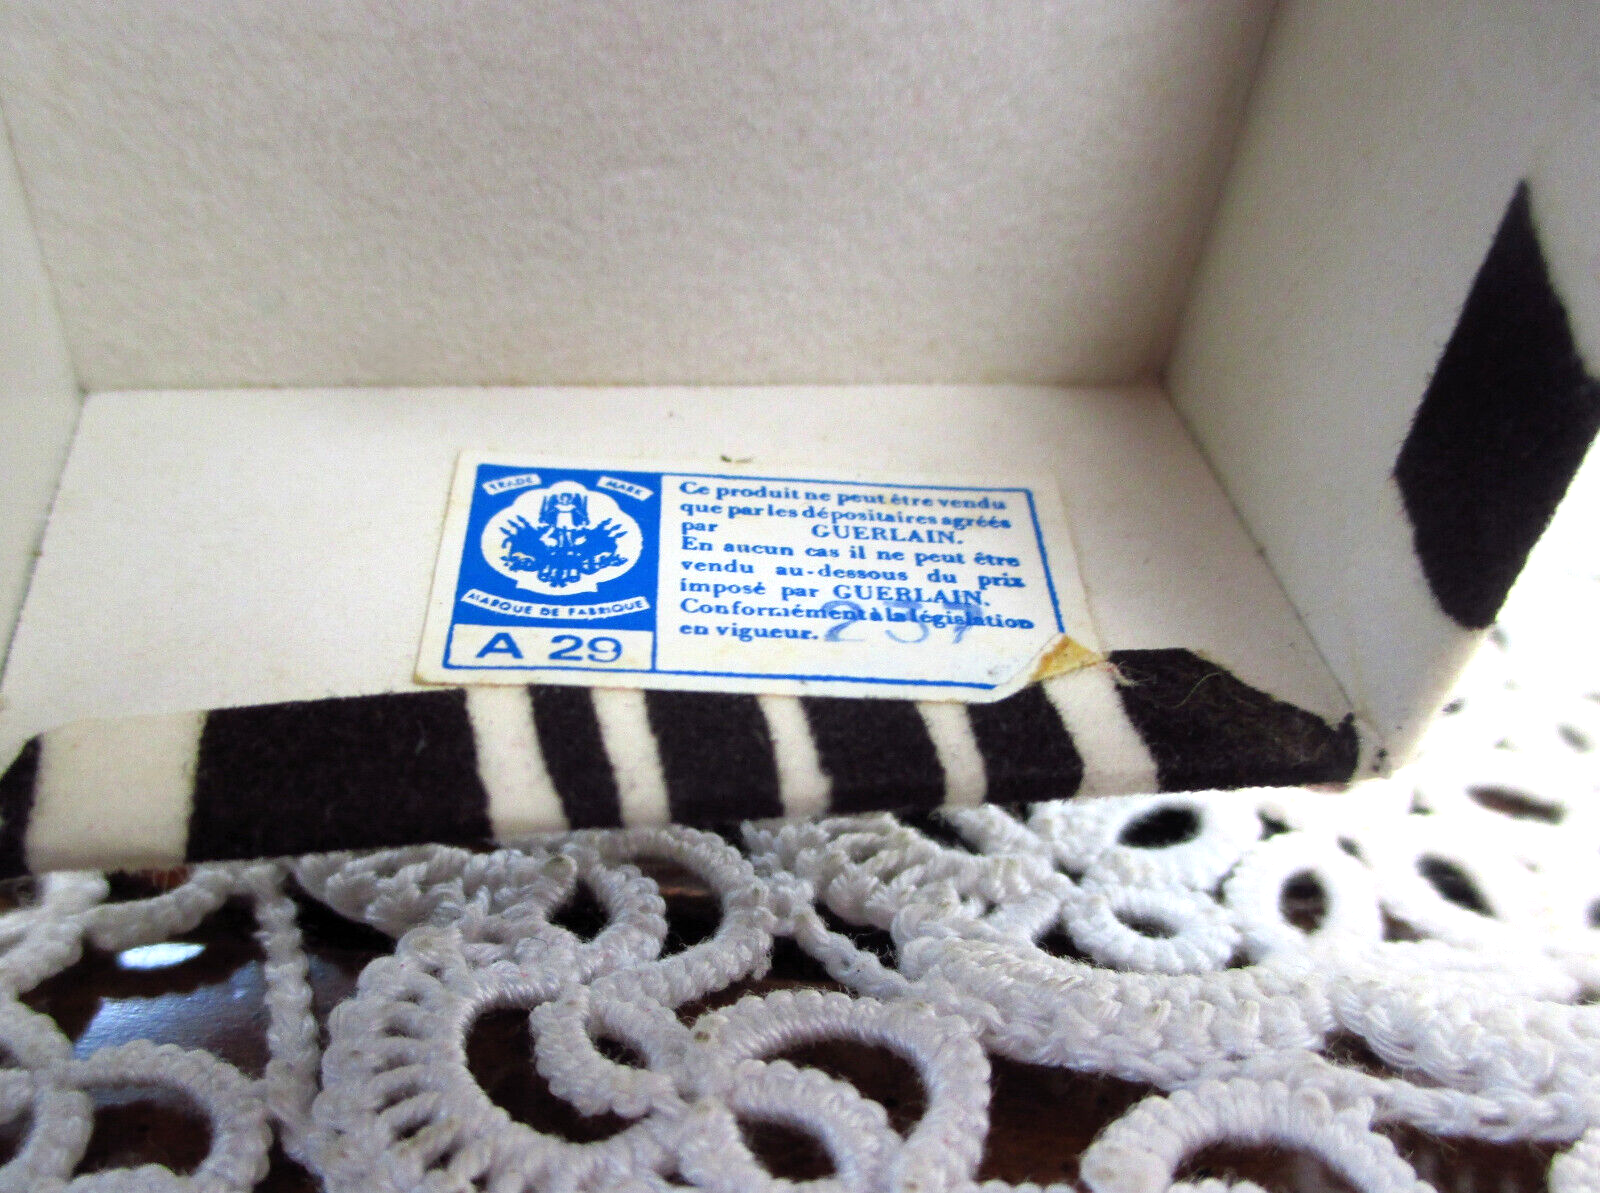 TRADE MARK
MARQUE DE FABRIQUE
A 29
Ce produit ne peut être vendu
que par les dépositaires agréés
par GUERLAIN.
En aucun cas il ne peut être
vendu au-dessous du prix
imposé par GUERLAIN.
Conformément à la législation
en vigueur.
237